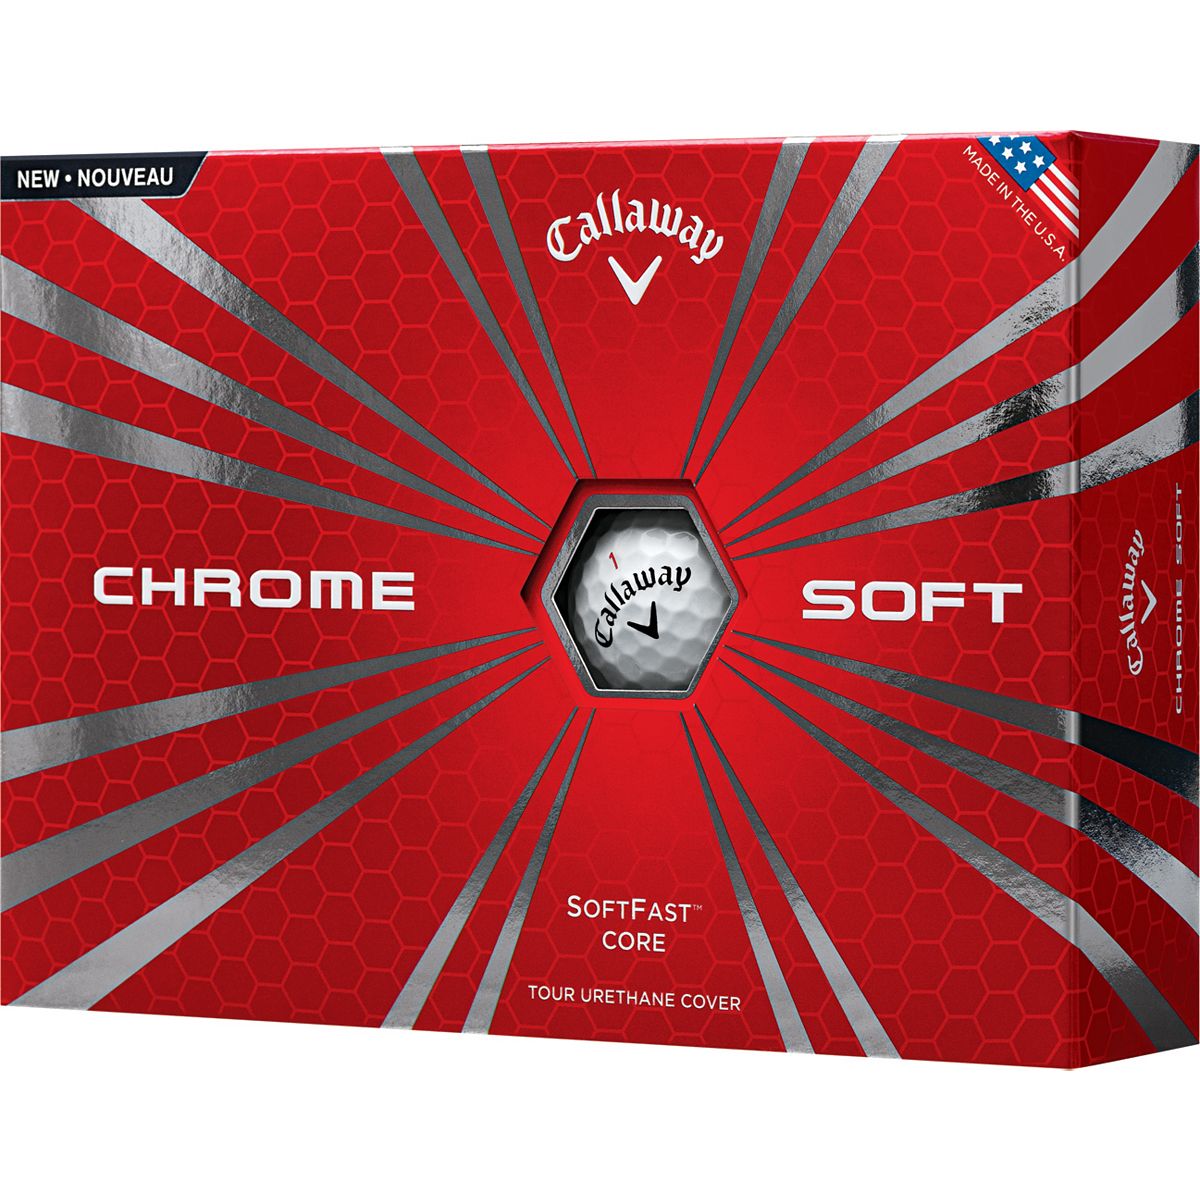 NEW • NOUVEAU
MADE IN THE U.S.A.
Callaway
CHROME SOFT
1
Callaway
SOFTFAST™
CORE
TOUR URETHANE COVER
Callaway
CHROME SOFT